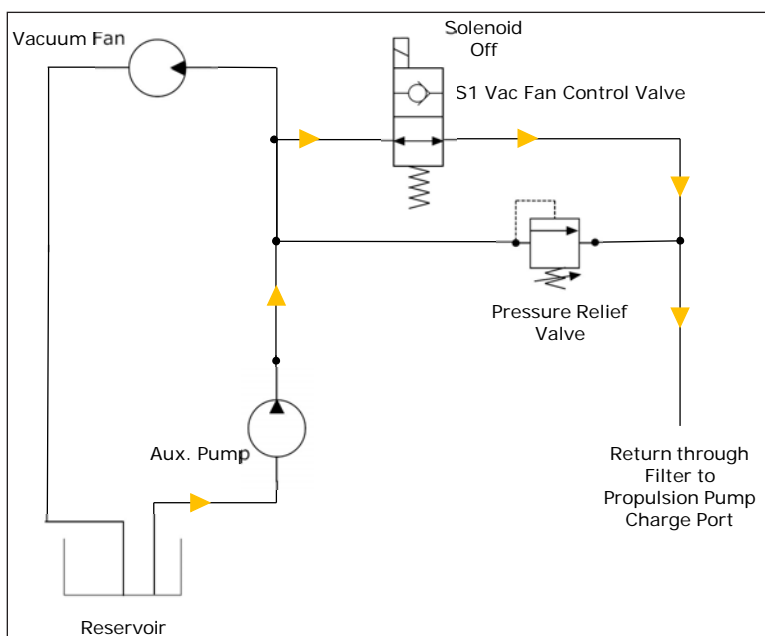 Solenoid
Off
Vacuum Fan
S1 Vac Fan Control Valve
Pressure Relief
Valve
Aux. Pump
Return through
Filter to
Propulsion Pump
Charge Port
Reservoir